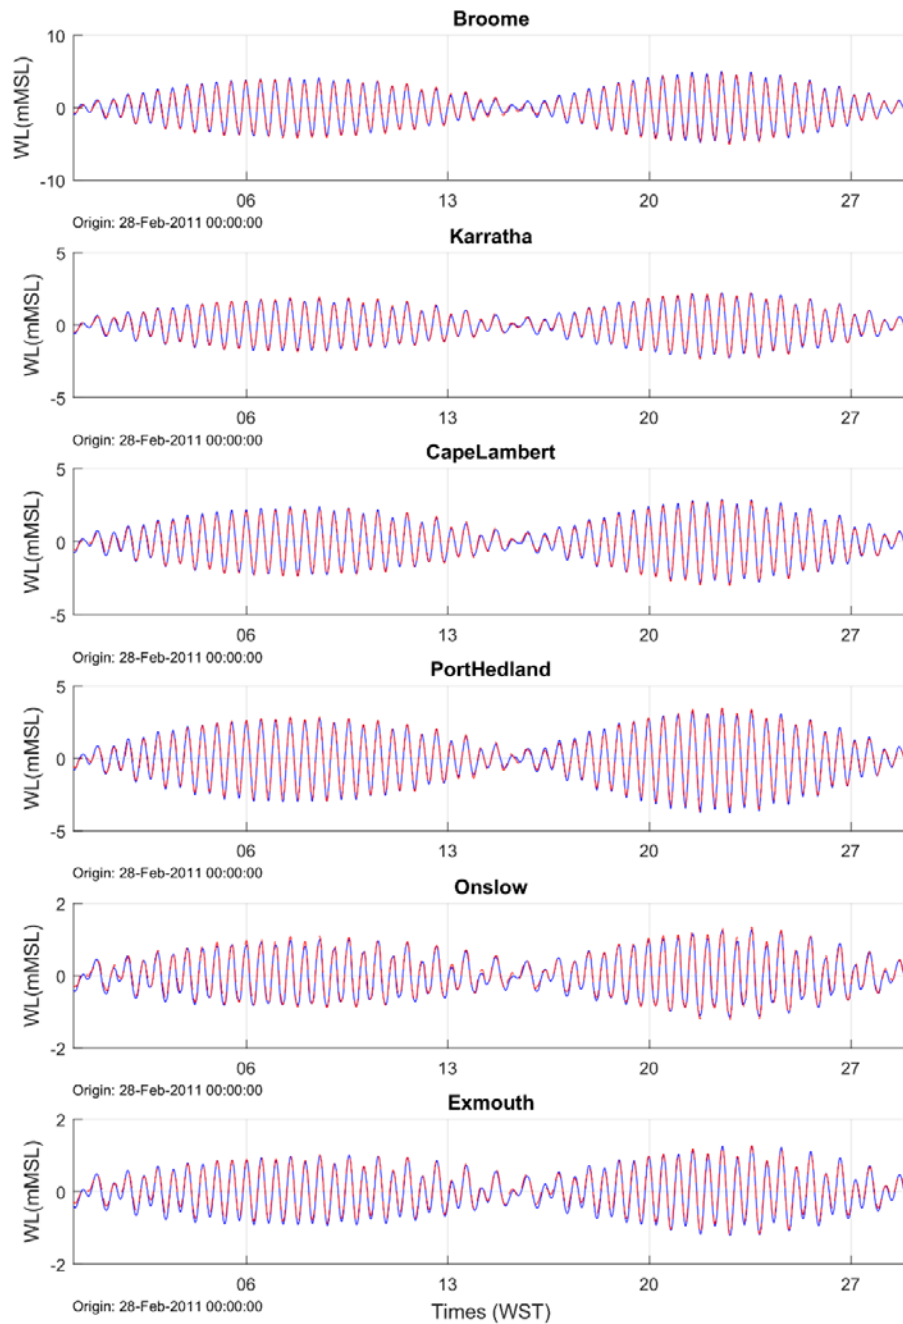 Broome
10
0
-10
WL(mMSL)
06 13 20 27
Origin: 28-Feb-2011 00:00:00
Karratha
5
0
-5
WL(mMSL)
06 13 20 27
Origin: 28-Feb-2011 00:00:00
CapeLambert
5
0
-5
WL(mMSL)
06 13 20 27
Origin: 28-Feb-2011 00:00:00
PortHedland
5
0
-5
WL(mMSL)
06 13 20 27
Origin: 28-Feb-2011 00:00:00
Onslow
2
0
-2
WL(mMSL)
06 13 20 27
Origin: 28-Feb-2011 00:00:00
Exmouth
2
0
-2
WL(mMSL)
06 13 20 27
Origin: 28-Feb-2011 00:00:00
Times (WST)